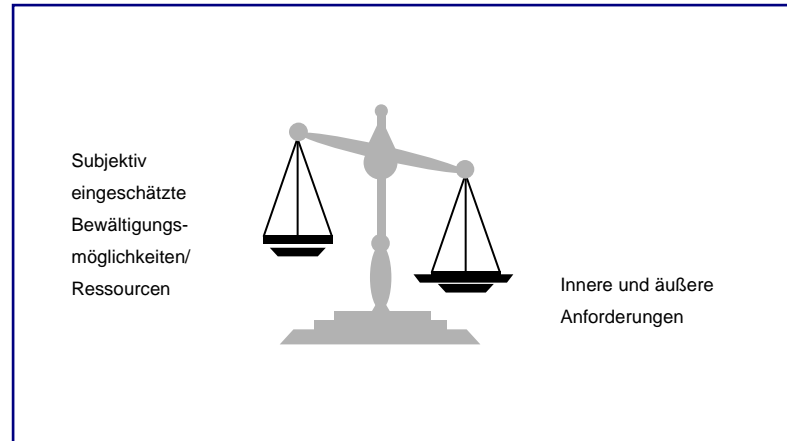 Subjektiv
eingeschätzte
Bewältigungs-
möglichkeiten/
Ressourcen
Innere und äußere
Anforderungen